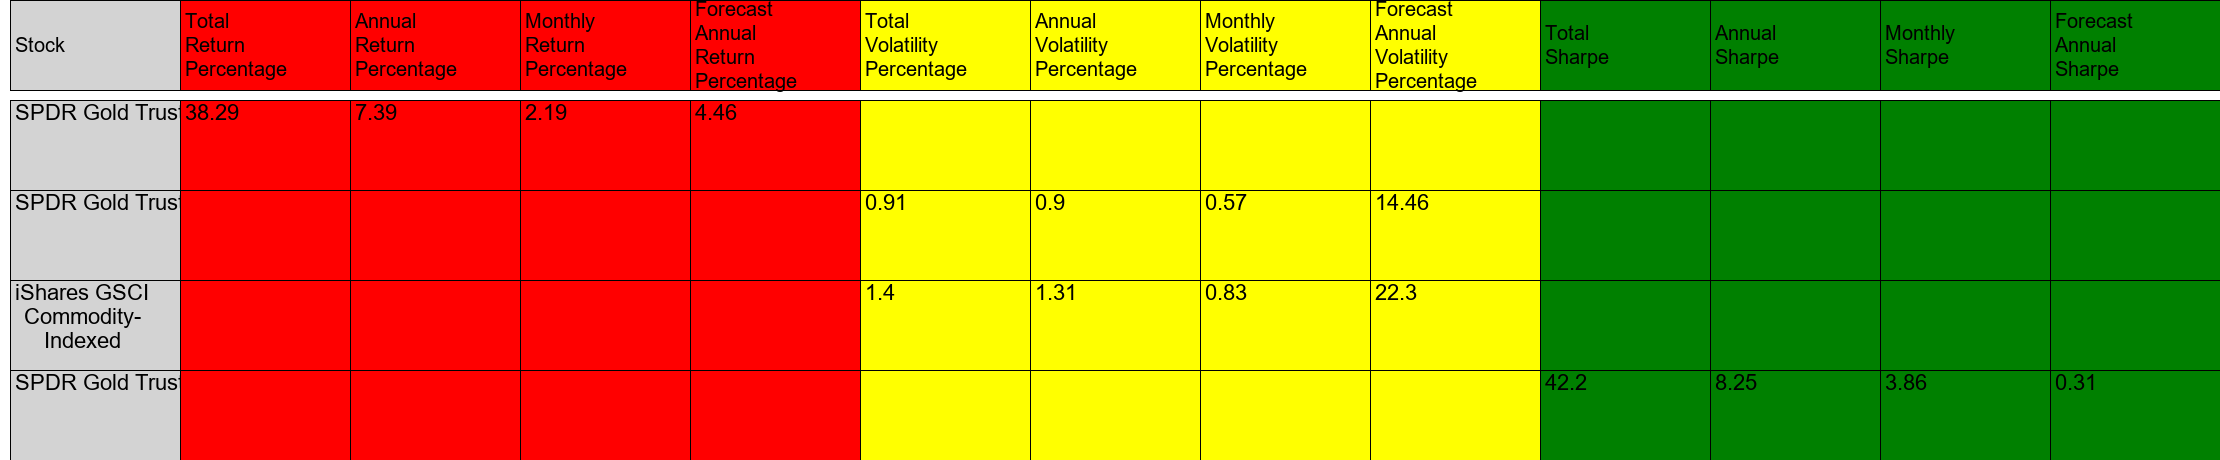 Stock
Total
Return
Percentage
Annual
Return
Percentage
Monthly
Return
Percentage
Forecast
Annual
Return
Percentage
Total
Volatility
Percentage
Annual
Volatility
Percentage
Monthly
Volatility
Percentage
Forecast
Annual
Volatility
Percentage
Total
Sharpe
Annual
Sharpe
Monthly
Sharpe
Forecast
Annual
Sharpe
SPDR Gold Trust 38.29 7.39 2.19 4.46
SPDR Gold Trust 0.91 0.9 0.57 14.46
iShares GSCI 1.4 1.31 0.83 22.3
Commodity-
Indexed
SPDR Gold Trust 42.2 8.25 3.86 0.31